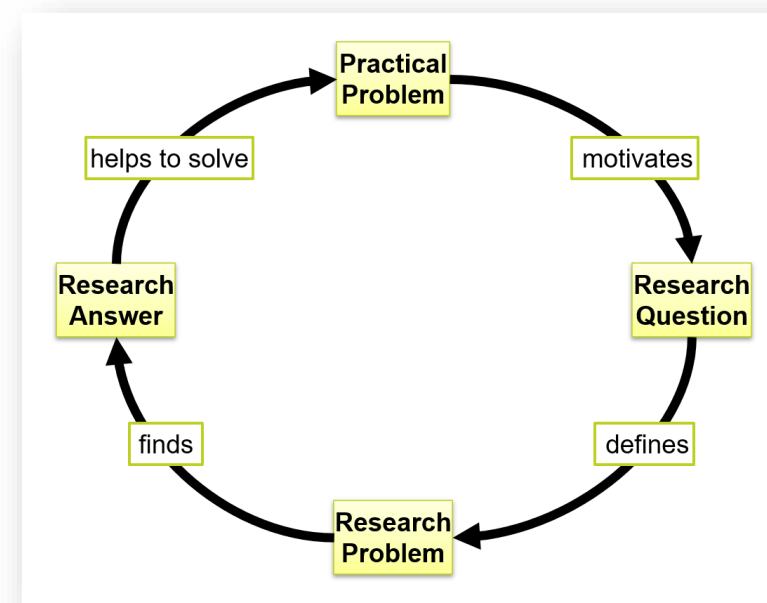 Practical
Problem
helps to solve
motivates
Research
Answer
Research
Question
finds
defines
Research
Problem